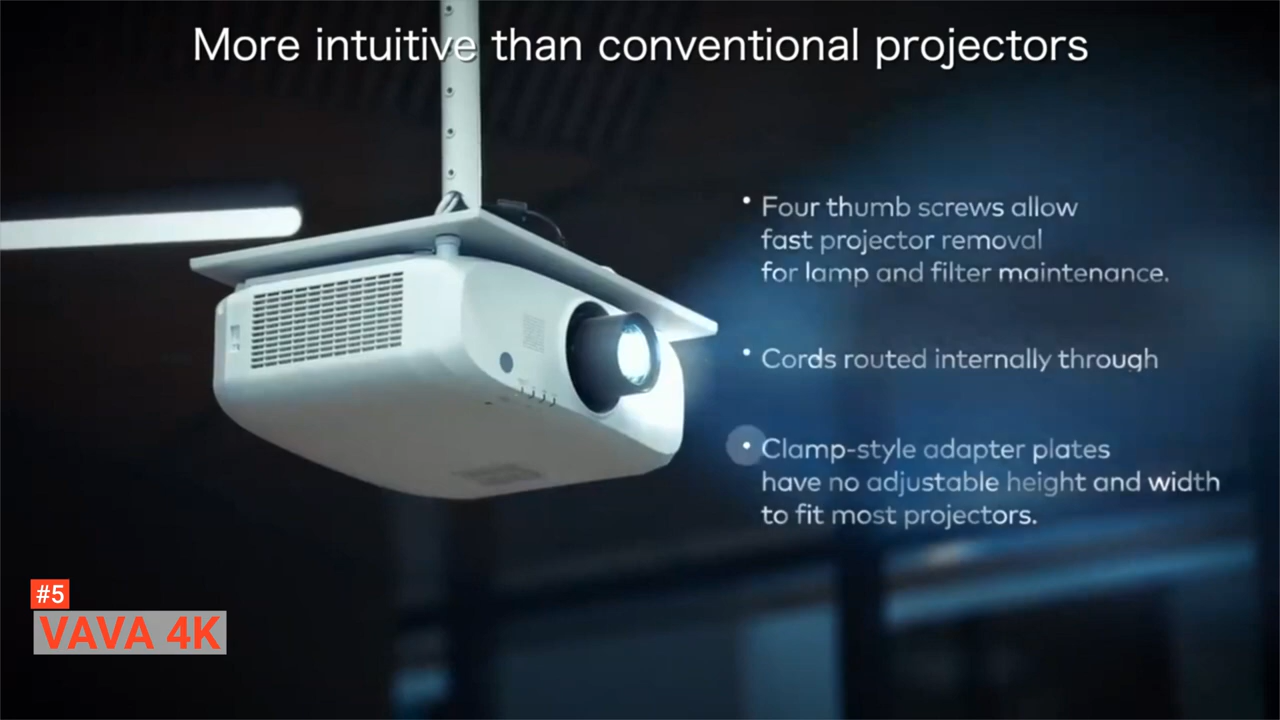 More intuitive than conventional projectors
• Four thumb screws allow
fast projector removal
for lamp and filter maintenance.
• Cords routed internally through
• Clamp-style adapter plates
have no adjustable height and width
to fit most projectors.
#5
VAVA 4K